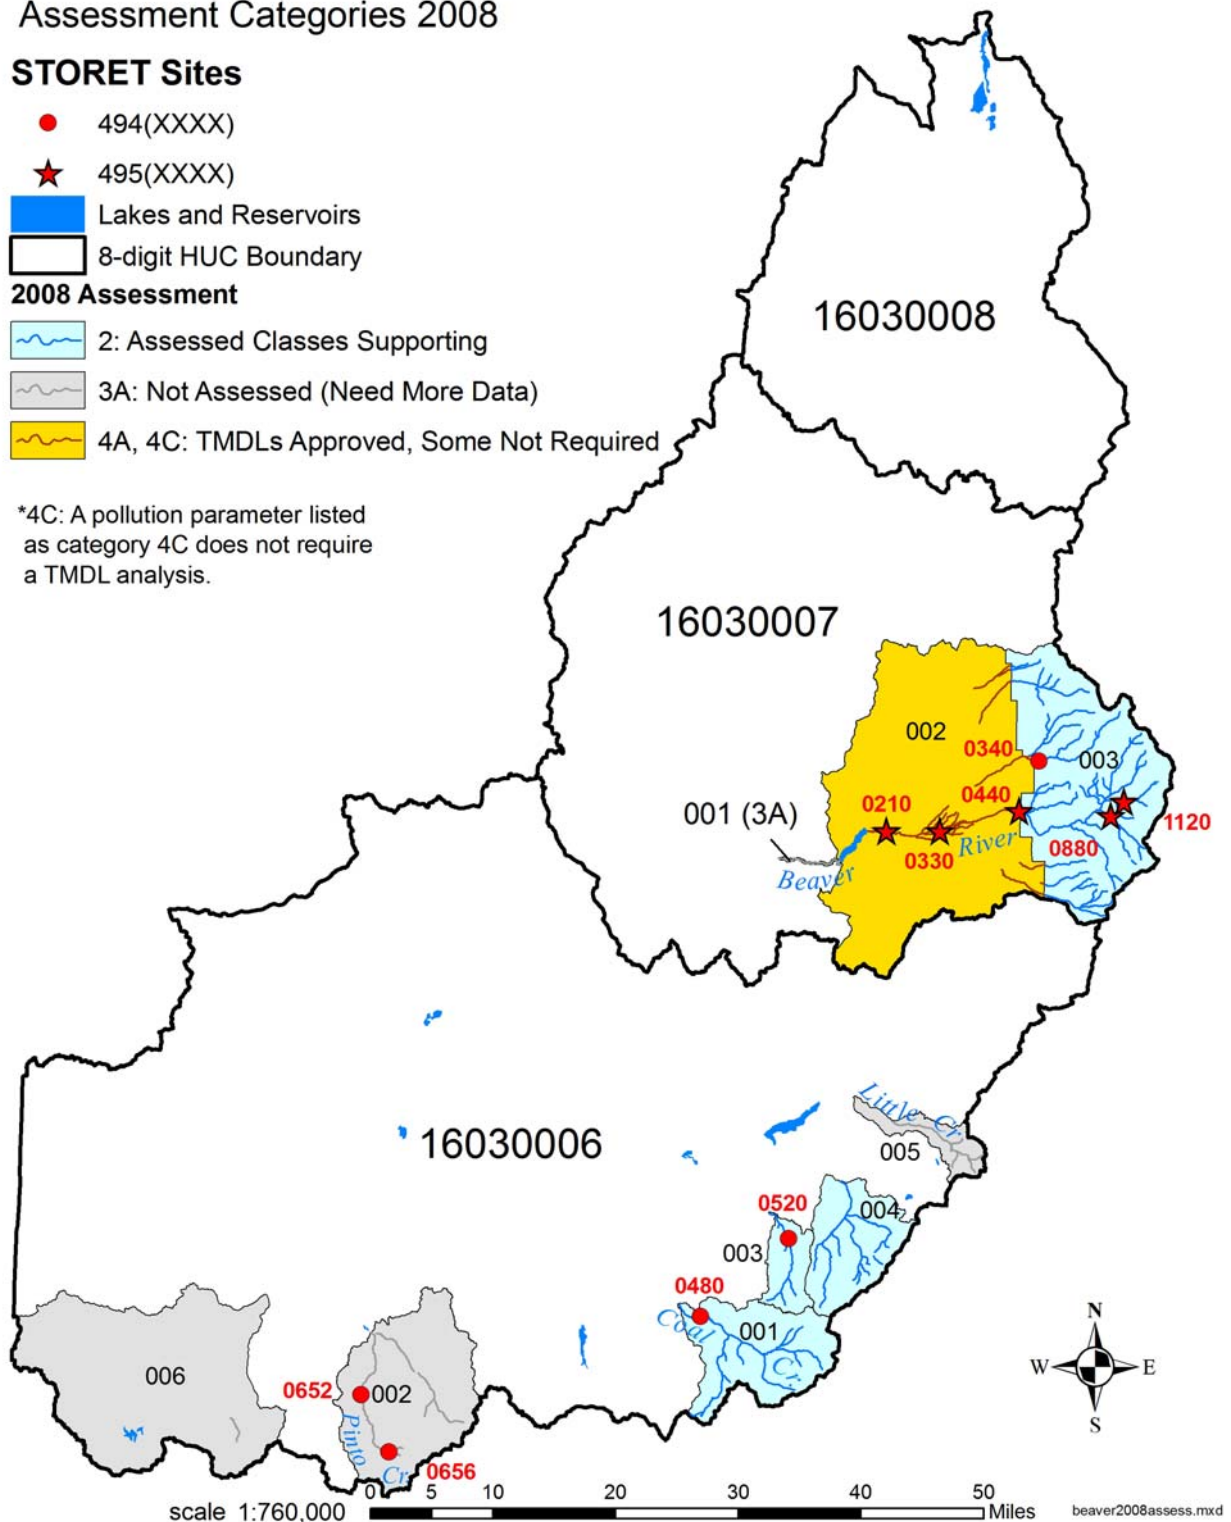 Assessment Categories 2008
STORET Sites
494(XXXX)
495(XXXX)
Lakes and Reservoirs
8-digit HUC Boundary
2008 Assessment
2: Assessed Classes Supporting
3A: Not Assessed (Need More Data)
4A, 4C: TMDLs Approved, Some Not Required
*4C: A pollution parameter listed
as category 4C does not require
a TMDL analysis.
16030008
16030007
002
0340
003
001 (3A)
0210
0440
1120
0330
River
0880
Beaver
16030006
Little Cr.
005
0520
004
003
0480
Coal
001
Cr.
006
0652
002
Pinto
Cr.
0656
N
W
E
S
scale 1:760,000
0 5 10 20 30 40 50
Miles
beaver2008assess.mxd